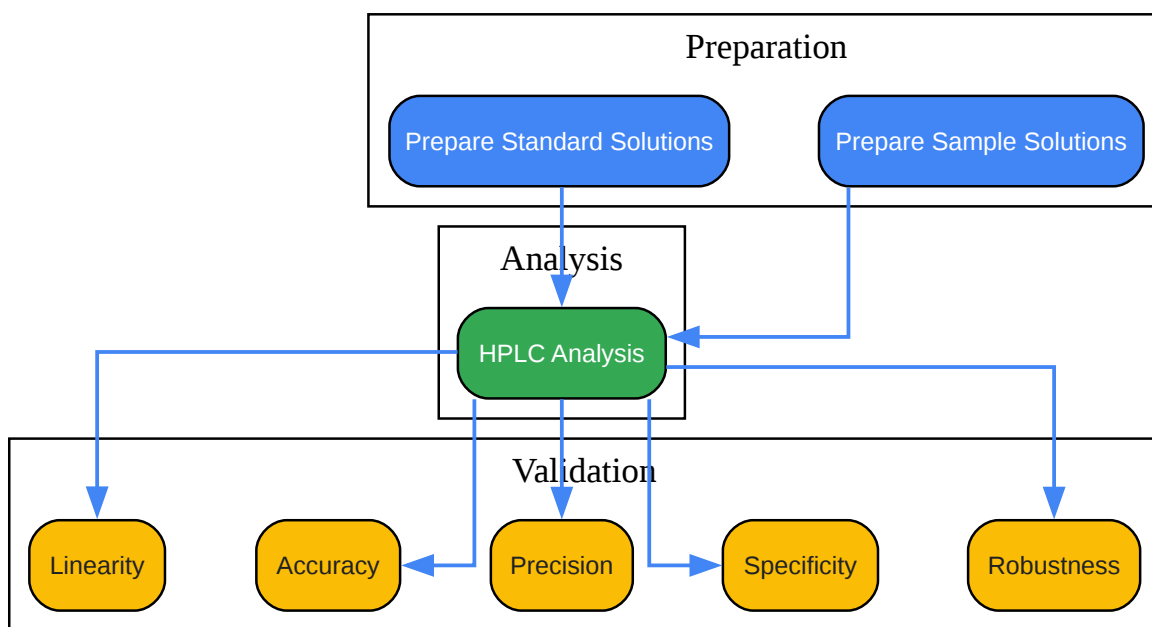 Preparation
Prepare Standard Solutions
Prepare Sample Solutions
Analysis
HPLC Analysis
Validation
Linearity
Accuracy
Precision
Specificity
Robustness